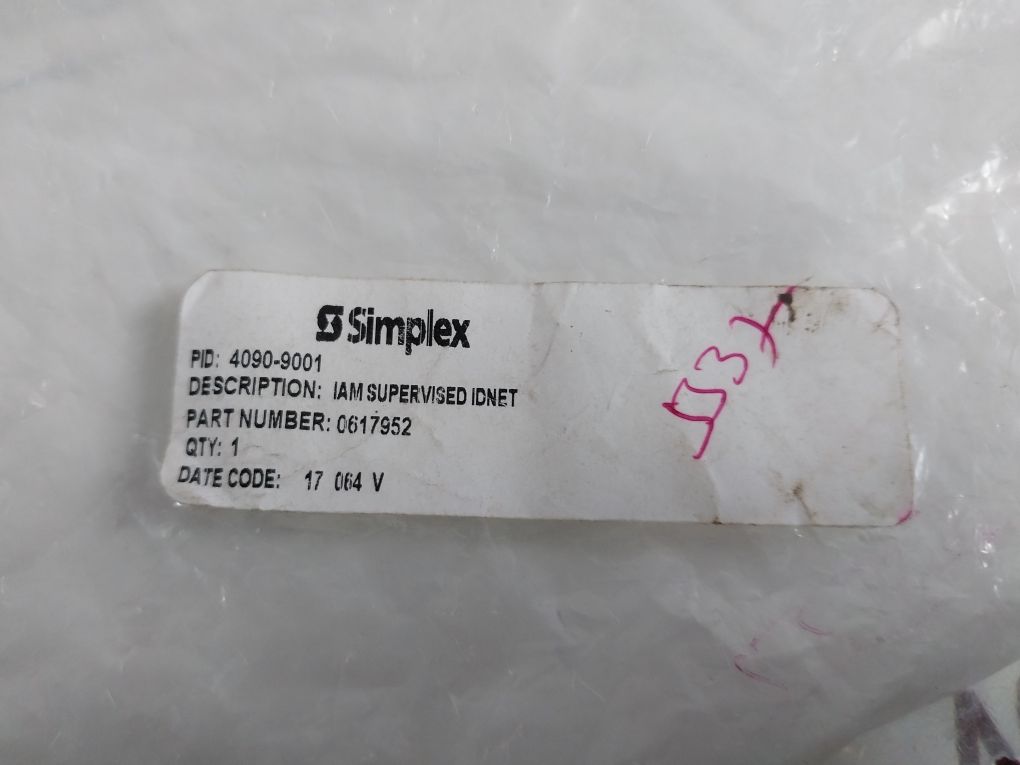 Simplex
PID: 4090-9001
DESCRIPTION: IAM SUPERVISED IDNET
PART NUMBER: 0617952
QTY: 1
DATE CODE: 17 064 V